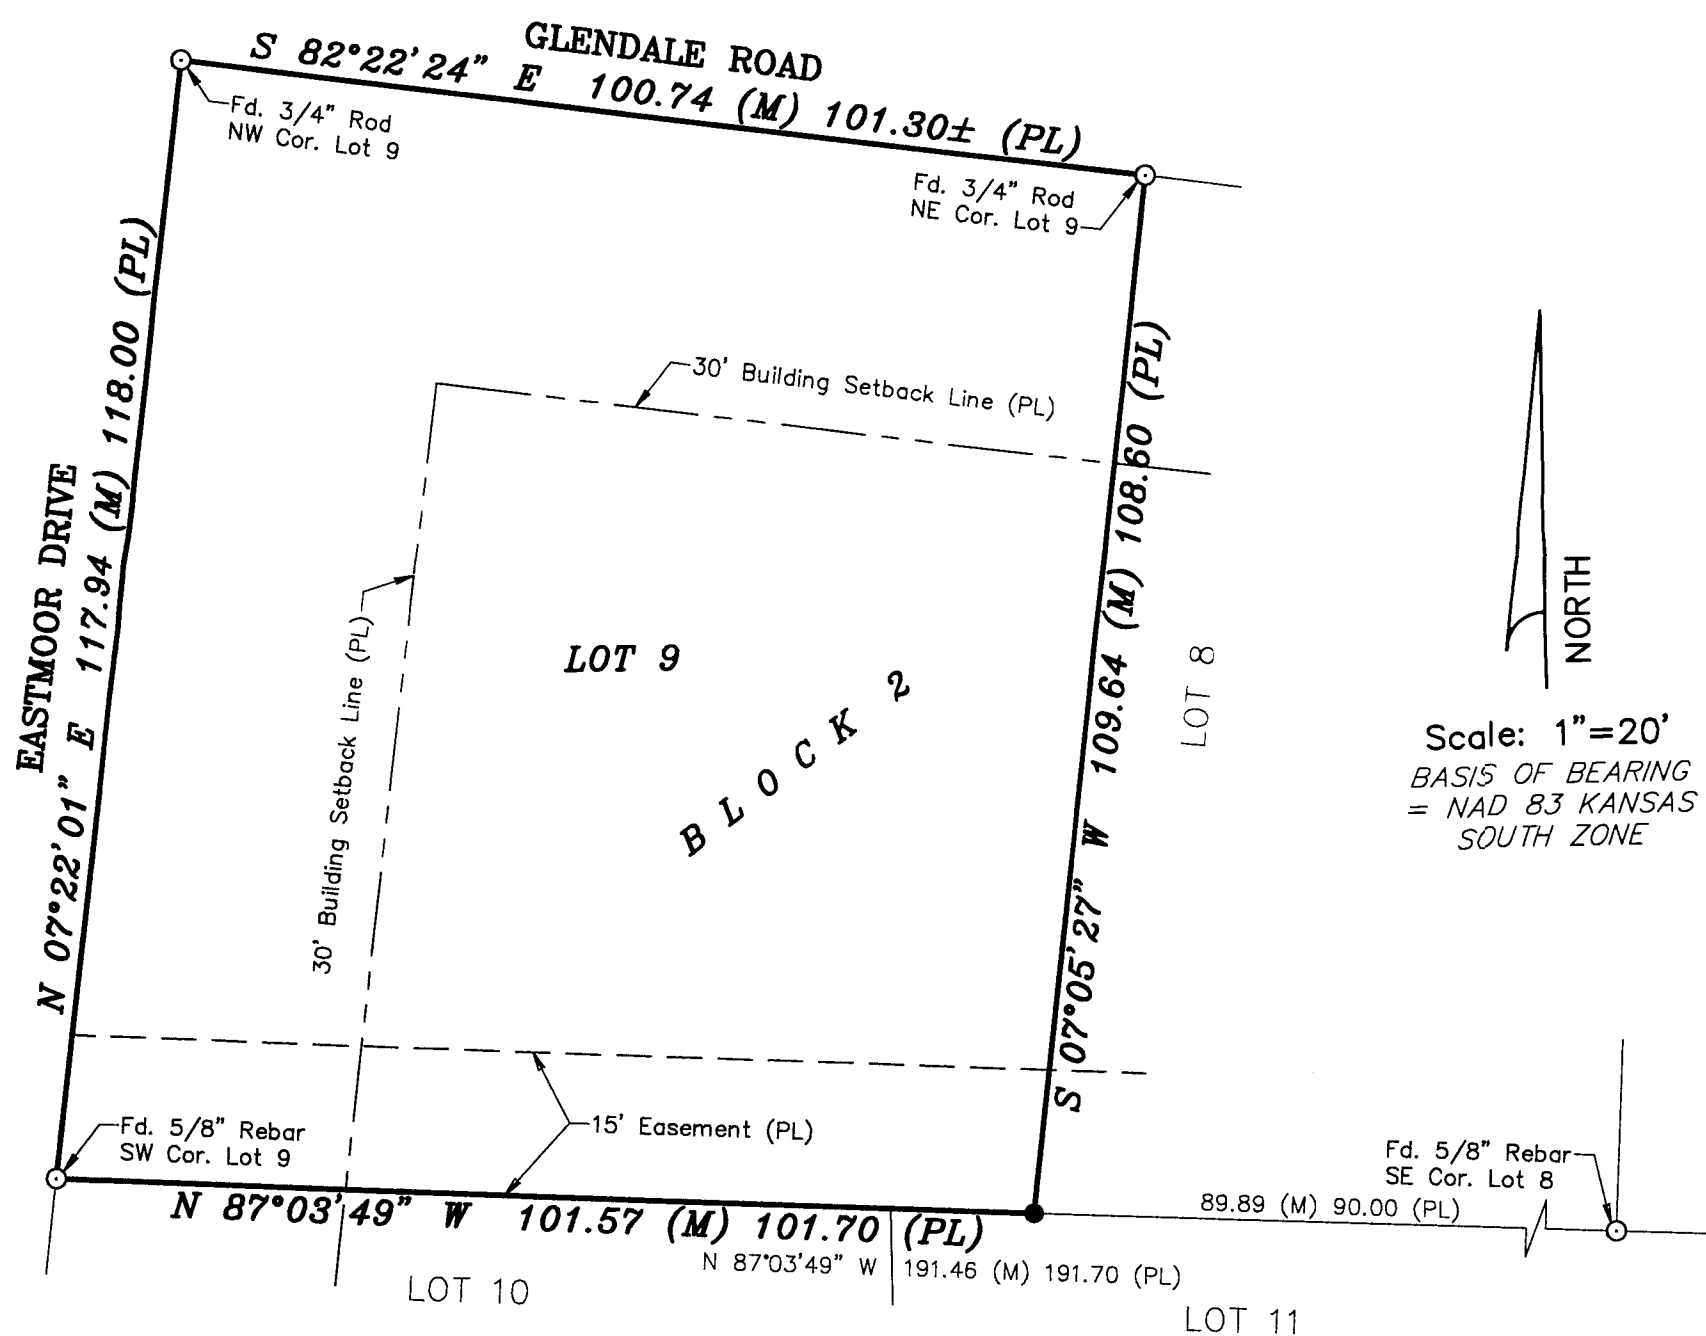 GLENDALE ROAD
S 82°22'24" E 100.74 (M) 101.30± (PL)
Fd. 3/4" Rod
NW Cor. Lot 9
Fd. 3/4" Rod
NE Cor. Lot 9
EASTMOOR DRIVE
N 07°22'01" E 117.94 (M) 118.00 (PL)
30' Building Setback Line (PL)
30' Building Setback Line (PL)
LOT 9
BLOCK 2
S 07°05'27" W 109.64 (M) 108.60 (PL)
LOT 8
NORTH
Scale: 1"=20'
BASIS OF BEARING
= NAD 83 KANSAS
SOUTH ZONE
Fd. 5/8" Rebar
SW Cor. Lot 9
15' Easement (PL)
Fd. 5/8" Rebar
SE Cor. Lot 8
N 87°03'49" W 101.57 (M) 101.70 (PL)
89.89 (M) 90.00 (PL)
N 87°03'49" W 191.46 (M) 191.70 (PL)
LOT 10
LOT 11